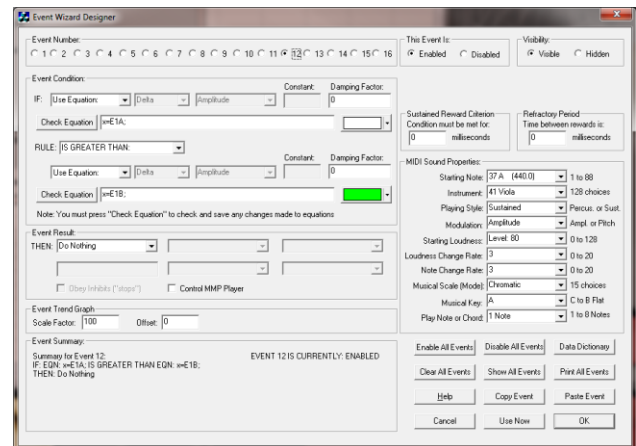 Event Wizard Designer
Event Number:
1 2 3 4 5 6 7 8 9 10 11 12 13 14 15 16
This Event Is:
Enabled Disabled
Visibility:
Visible Hidden
Event Condition:
Constant: Damping Factor:
IF: Use Equation: Delta Amplitude 0
Check Equation x=E1A;
RULE: IS GREATER THAN:
Constant: Damping Factor:
Use Equation: Delta Amplitude 0
Check Equation x=E1B;
Note: You must press "Check Equation" to check and save any changes made to equations
Event Result:
THEN: Do Nothing
Obey Inhibits ("stops") Control MMP Player
Event Trend Graph
Scale Factor: 100 Offset: 0
Event Summary:
Summary for Event 12: EVENT 12 IS CURRENTLY: ENABLED
IF: EQN: x=E1A; IS GREATER THAN EQN: x=E1B;
THEN: Do Nothing
Sustained Reward Criterion
Condition must be met for:
0 milliseconds
Refractory Period
Time between rewards is:
0 milliseconds
MIDI Sound Properties:
Starting Note: 37 A (440.0) 1 to 88
Instrument: 41 Viola 128 choices
Playing Style: Sustained Percus. or Sust.
Modulation: Amplitude Ampl. or Pitch
Starting Loudness: Level: 80 0 to 128
Loudness Change Rate: 3 0 to 20
Note Change Rate: 3 0 to 20
Musical Scale (Mode): Chromatic 15 choices
Musical Key: A C to B Flat
Play Note or Chord: 1 Note 1 to 8 Notes
Enable All Events Disable All Events Data Dictionary
Clear All Events Show All Events Print All Events
Help Copy Event Paste Event
Cancel Use Now OK